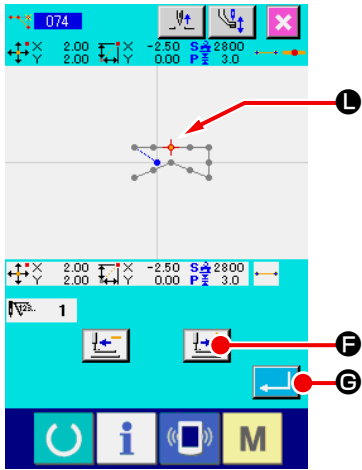 074
X 2.00 X -2.50 S 2800
Y 2.00 Y 0.00 P 3.0
L
X 2.00 X -2.50 S 2800
Y 2.00 Y 0.00 P 3.0
123.. 1
F
G
i M